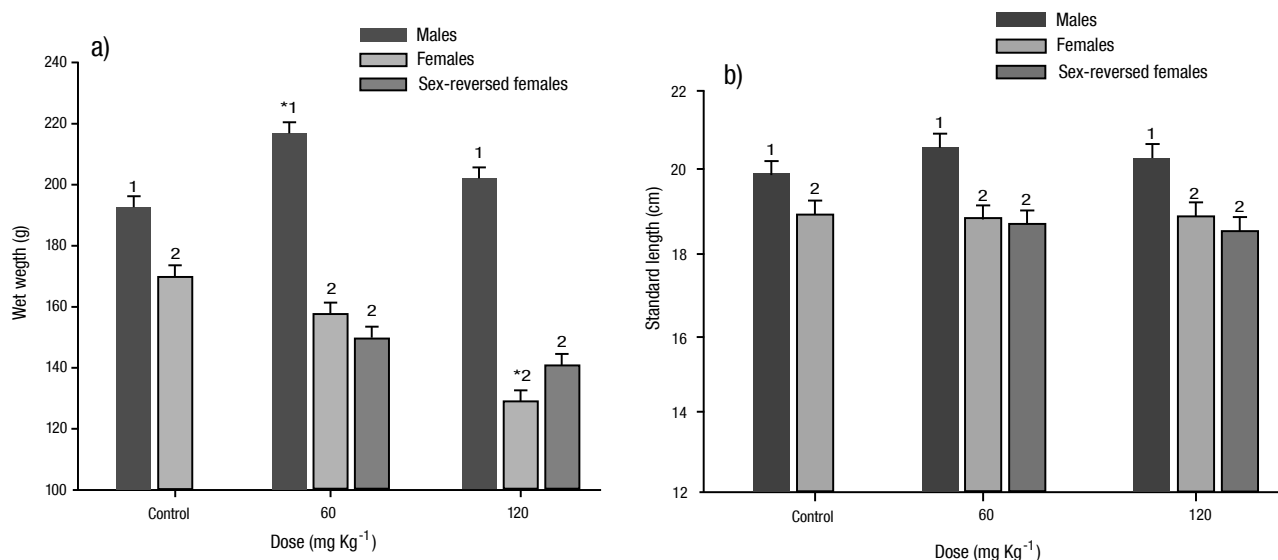 a)
Males
Females
Sex-reversed females
Wet wegth (g)
240
220
200
180
160
140
120
100
1
2
*1
2
2
1
*2
2
Control
60
120
Dose (mg Kg⁻¹)
b)
Males
Females
Sex-reversed females
Standard length (cm)
22
20
18
16
14
12
1
2
1
2
2
1
2
2
Control
60
120
Dose (mg Kg⁻¹)